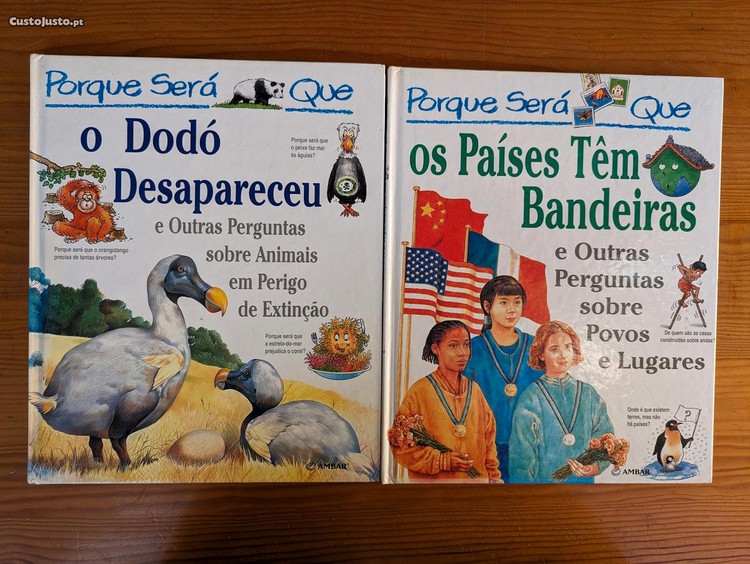 CustoJusto.pt
Porque Será Que
o Dodó
Desapareceu
e Outras Perguntas
sobre Animais
em Perigo
de Extinção
Porque será que
o peixe faz mal
às águias?
Porque será que o orangotango
precisa de tantas árvores?
Porque será que
a estrela-do-mar
prejudica o coral?
AMBAR
Porque Será Que
os Países Têm
Bandeiras
e Outras
Perguntas
sobre
Povos
e Lugares
De quem são as casas
construídas sobre andas?
Onde é que existem
terras, mas não
há países?
?
AMBAR